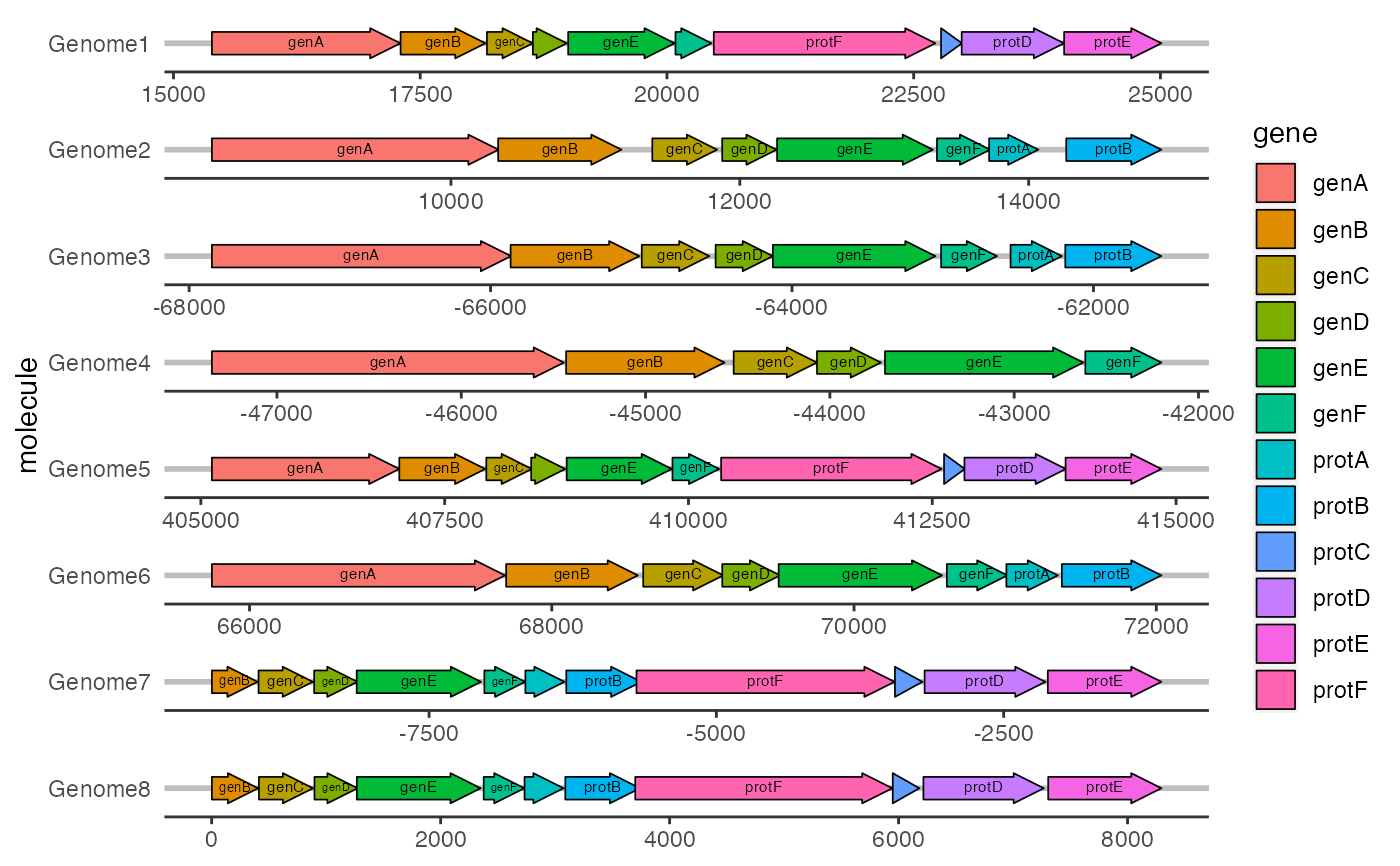 molecule
Genome1 genA genB genC genE protF protD protE
15000 17500 20000 22500 25000
Genome2 genA genB genC genD genE genF protA protB
10000 12000 14000
Genome3 genA genB genC genD genE genF protA protB
-68000 -66000 -64000 -62000
Genome4 genA genB genC genD genE genF
-47000 -46000 -45000 -44000 -43000 -42000
Genome5 genA genB genC genE genF protF protD protE
405000 407500 410000 412500 415000
Genome6 genA genB genC genD genE genF protA protB
66000 68000 70000 72000
Genome7 genB genC genD genE genF protB protF protD protE
-7500 -5000 -2500
Genome8 genB genC genD genE genF protB protF protD protE
0 2000 4000 6000 8000
gene
genA
genB
genC
genD
genE
genF
protA
protB
protC
protD
protE
protF